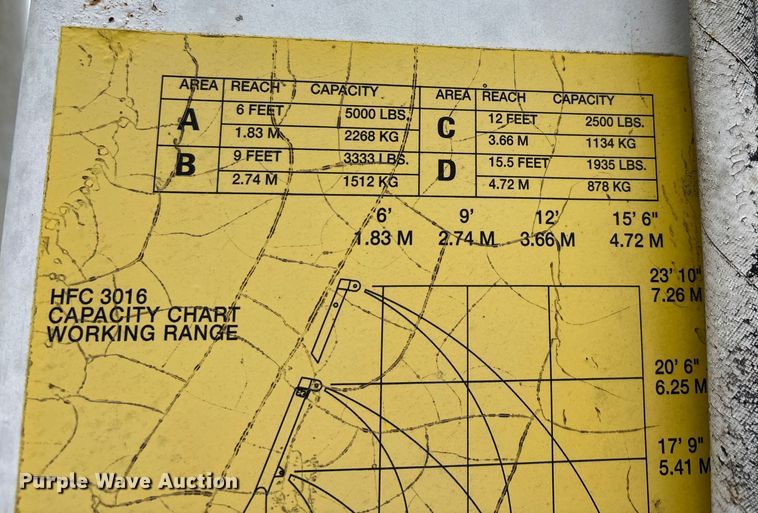 AREA REACH CAPACITY
A 6 FEET 5000 LBS.
1.83 M 2268 KG
B 9 FEET 3333 LBS.
2.74 M 1512 KG
AREA REACH CAPACITY
C 12 FEET 2500 LBS.
3.66 M 1134 KG
D 15.5 FEET 1935 LBS.
4.72 M 878 KG
6' 9' 12' 15' 6"
1.83 M 2.74 M 3.66 M 4.72 M
HFC 3016
CAPACITY CHART
WORKING RANGE
23' 10"
7.26 M
20' 6"
6.25 M
17' 9"
5.41 M
Purple Wave Auction